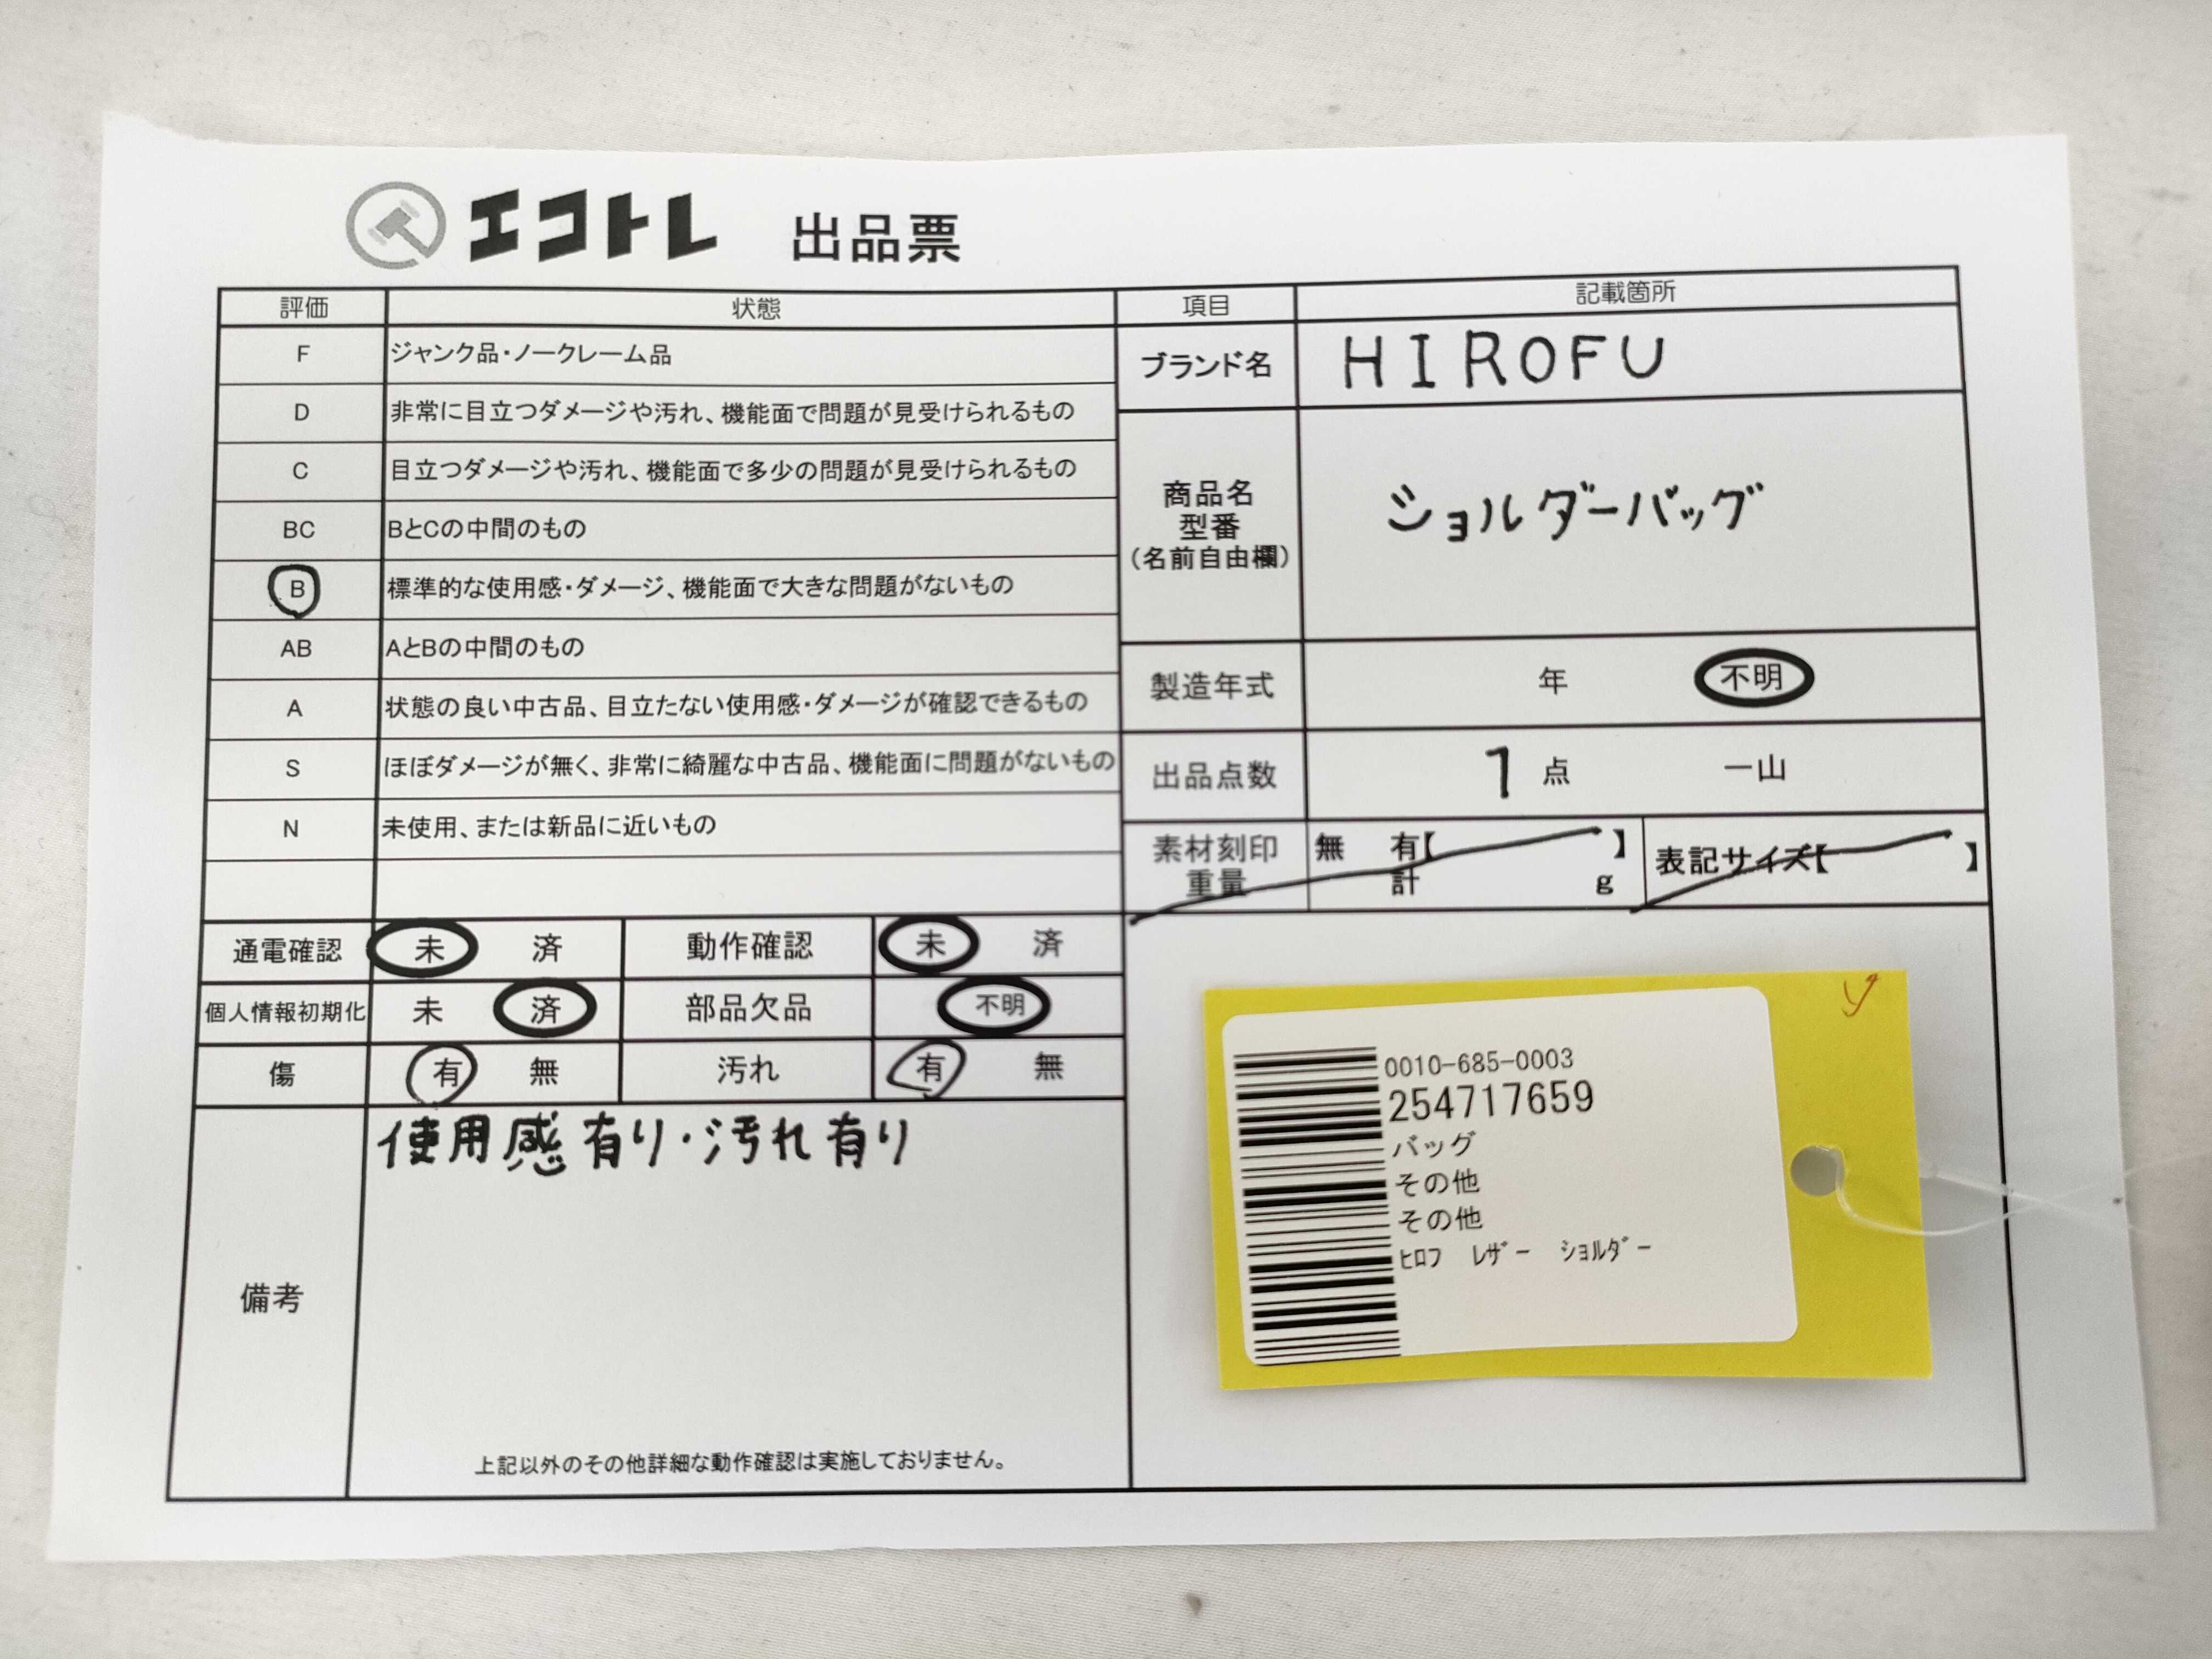 エコトレ 出品票
評価 状態 項目 記載箇所
F ジャンク品・ノークレーム品
D 非常に目立つダメージや汚れ、機能面で問題が見受けられるもの
C 目立つダメージや汚れ、機能面で多少の問題が見受けられるもの
BC BとCの中間のもの
B 標準的な使用感・ダメージ、機能面で大きな問題がないもの
AB AとBの中間のもの
A 状態の良い中古品、目立たない使用感・ダメージが確認できるもの
S ほぼダメージが無く、非常に綺麗な中古品、機能面に問題がないもの
N 未使用、または新品に近いもの
ブランド名 HIROFU
商品名
型番
(名前自由欄)
ショルダーバッグ
製造年式 年 不明
出品点数 1 点 一山
素材刻印 無 有【 】
重量 計 g
表記サイズ【 】
通電確認 未 済 動作確認 未 済
個人情報初期化 未 済 部品欠品 不明
傷 有 無 汚れ 有 無
備考
使用感有り・汚れ有り
上記以外のその他詳細な動作確認は実施しておりません。
0010-685-0003
254717659
バッグ
その他
その他
ﾋﾛﾌ ﾚｻﾞｰ ｼｮﾙﾀﾞｰ